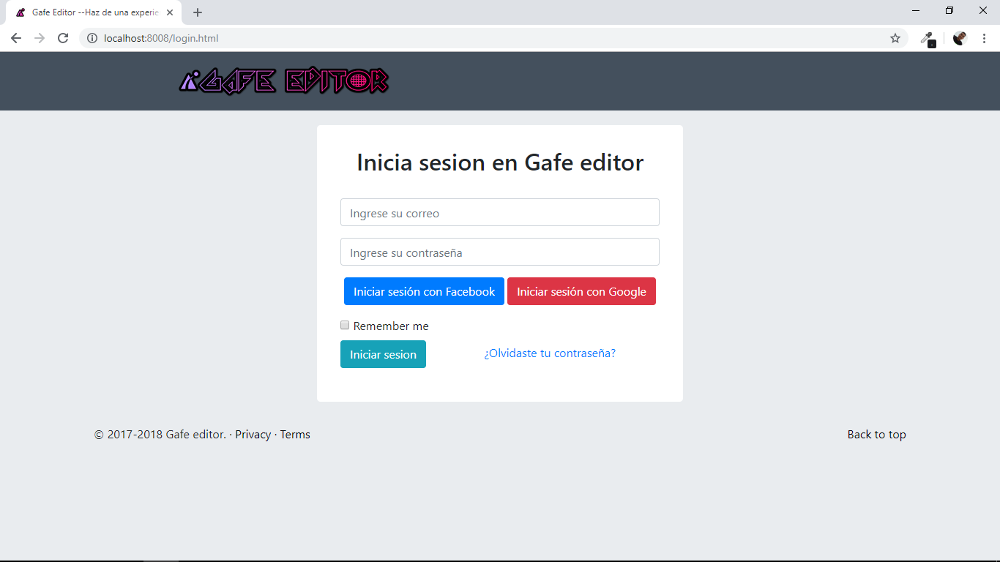 Gafe Editor --Haz de una experie
localhost:8008/login.html
GAFE EDITOR
Inicia sesion en Gafe editor
Ingrese su correo
Ingrese su contraseña
Iniciar sesión con Facebook Iniciar sesión con Google
Remember me
Iniciar sesion ¿Olvidaste tu contraseña?
© 2017-2018 Gafe editor. · Privacy · Terms Back to top